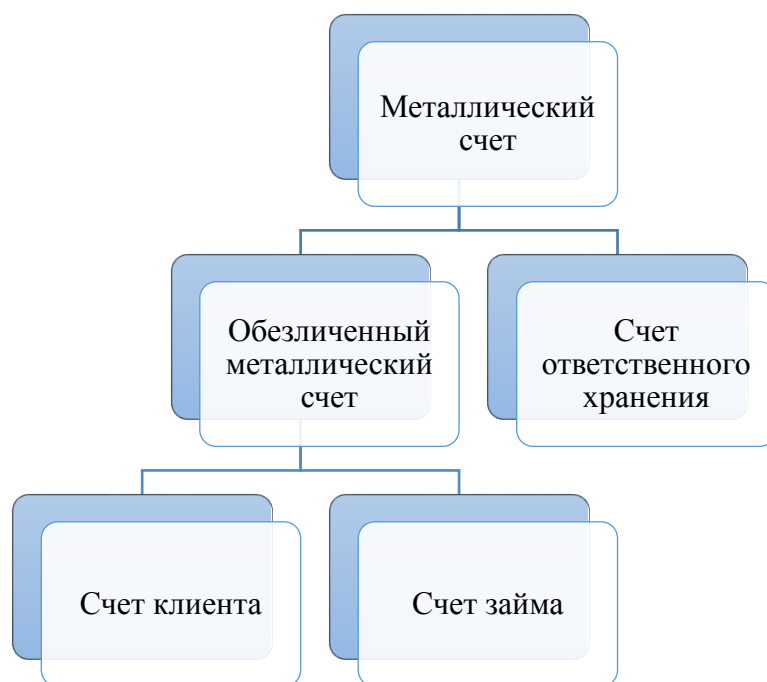 Металлический
счет
Обезличенный
металлический
счет
Счет
ответственного
хранения
Счет клиента
Счет займа